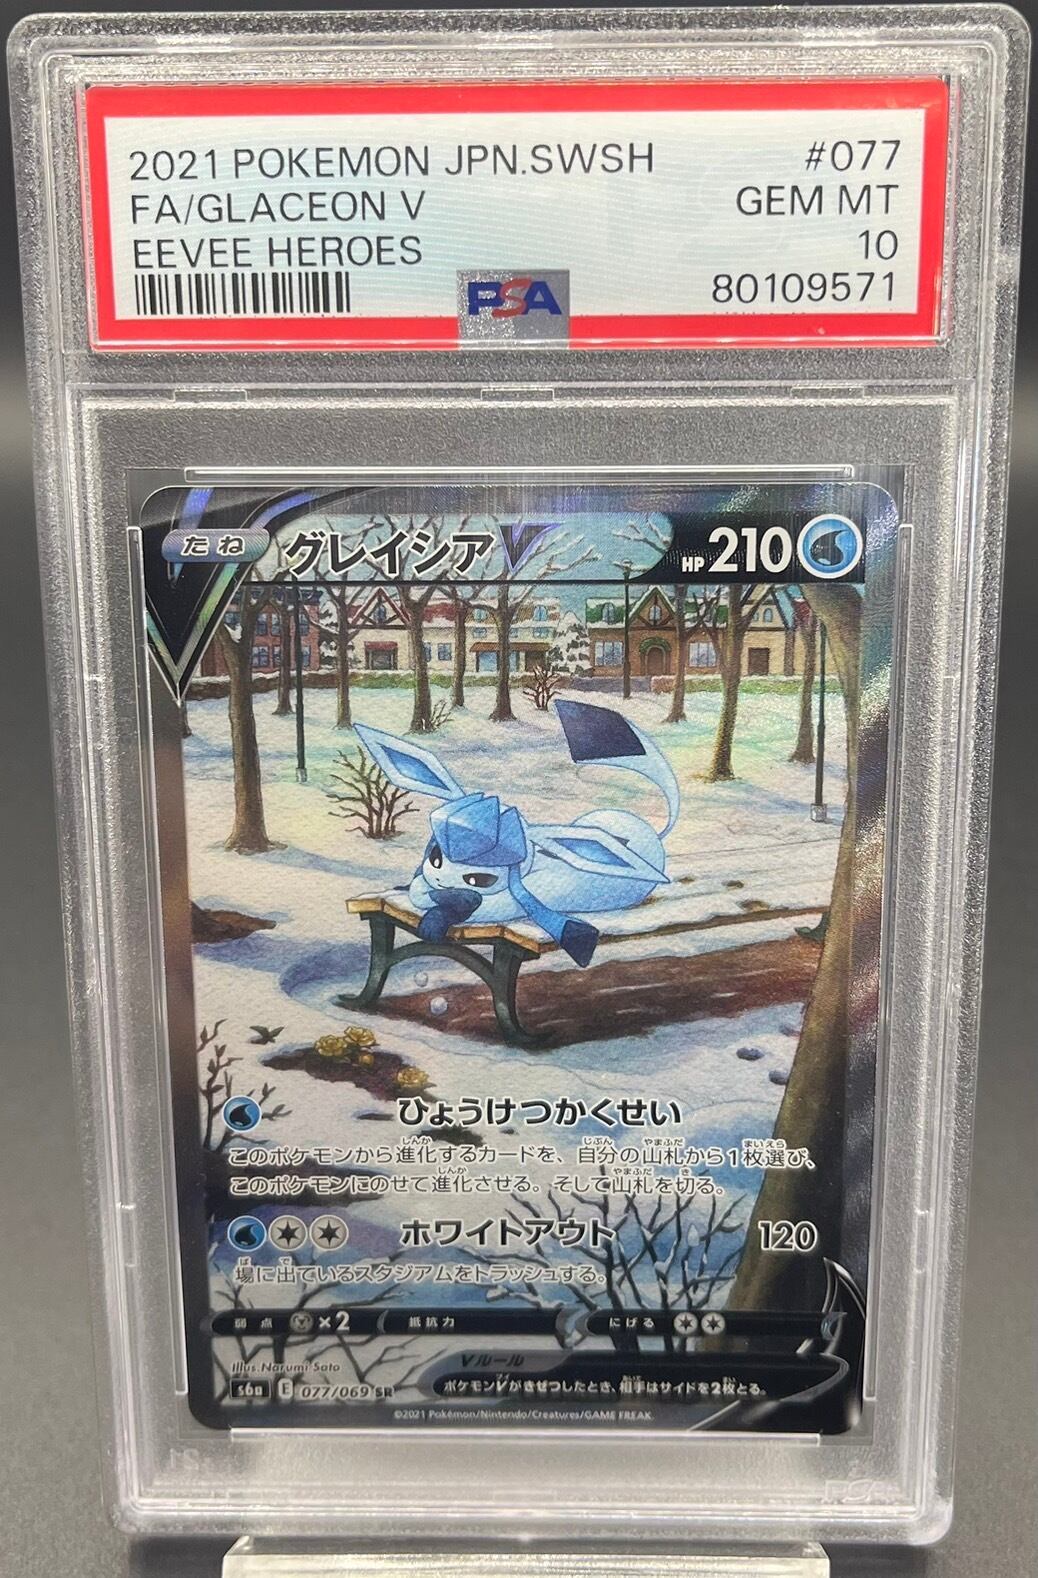 2021 POKEMON JPN.SWSH #077
FA/GLACEON V GEM MT
EEVEE HEROES 10
PSA 80109571
たね グレイシアV HP 210
ひょうけつかくせい
このポケモンから進化するカードを、自分の山札から1枚選び、
このポケモンにのせて進化させる。そして山札を切る。
ホワイトアウト 120
場に出ているスタジアムをトラッシュする。
弱点 ×2 抵抗力 にげる
Illus. Narumi Sato
Vルール
s6a E 077/069 SR
ポケモンVがきぜつしたとき、相手はサイドを2枚とる。
©2021 Pokémon/Nintendo/Creatures/GAME FREAK